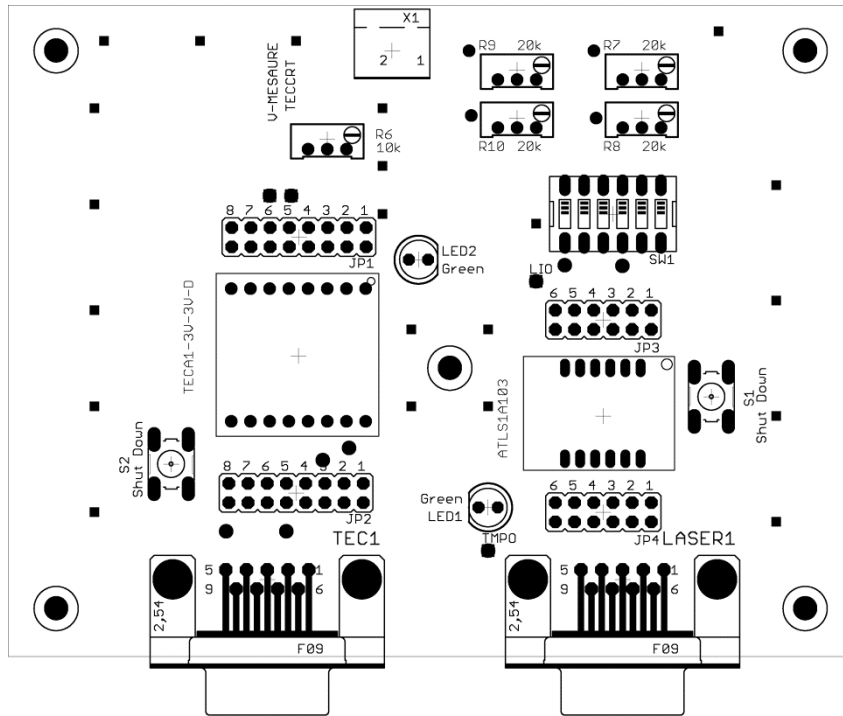 X1
2 1
V-MESAURE
TECCRT
R9 20k
R7 20k
R10 20k
R8 20k
R6
10k
8 7 6 5 4 3 2 1
JP1
LED2
Green
SW1
LIO
6 5 4 3 2 1
JP3
TECA1-3V-3V-D
ATLS1A103
S1
Shut Down
S2
Shut Down
8 7 6 5 4 3 2 1
JP2
Green
LED1
6 5 4 3 2 1
JP4
TEC1
TMPO
LASER1
5 1
9 6
2,54
F09
5 1
9 6
2,54
F09